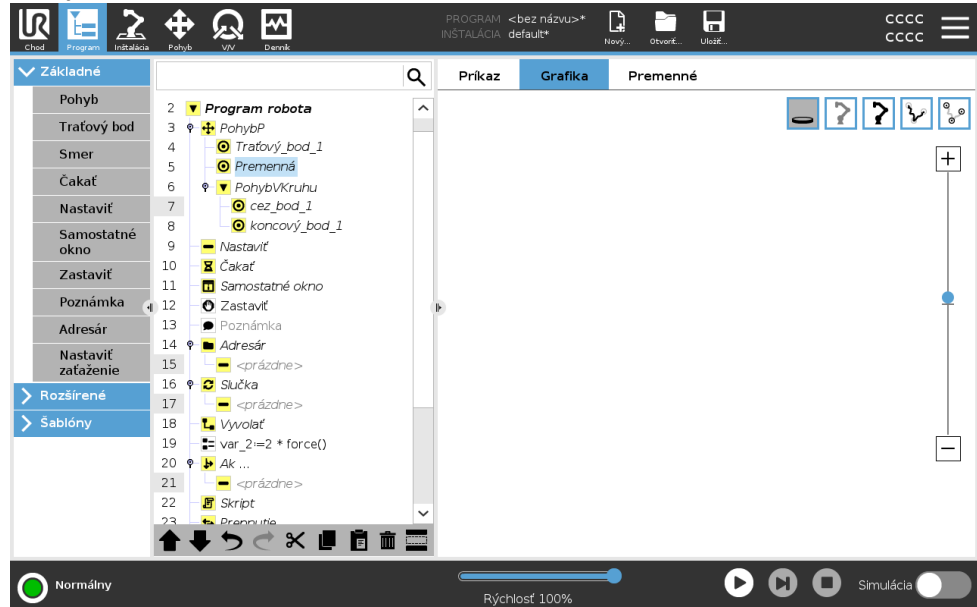 PROGRAM <bez názvu>*
INŠTALÁCIA default*
Chod
Program
Inštalácia
Pohyb
V/V
Denník
Nový...
Otvoriť...
Uložiť...
CCCC
CCCC
Základné
Pohyb
Traťový bod
Smer
Čakať
Nastaviť
Samostatné
okno
Zastaviť
Poznámka
Adresár
Nastaviť
zaťaženie
Rozšírené
Šablóny
2 Program robota
3 PohybP
4 Traťový_bod_1
5 Premenná
6 PohybVKruhu
7 cez_bod_1
8 koncový_bod_1
9 Nastaviť
10 Čakať
11 Samostatné okno
12 Zastaviť
13 Poznámka
14 Adresár
15 <prázdne>
16 Slučka
17 <prázdne>
18 Vyvolať
19 var_2≔2 * force()
20 Ak ...
21 <prázdne>
22 Skript
23 Prepnutie
Príkaz
Grafika
Premenné
Normálny
Rýchlosť 100%
Simulácia